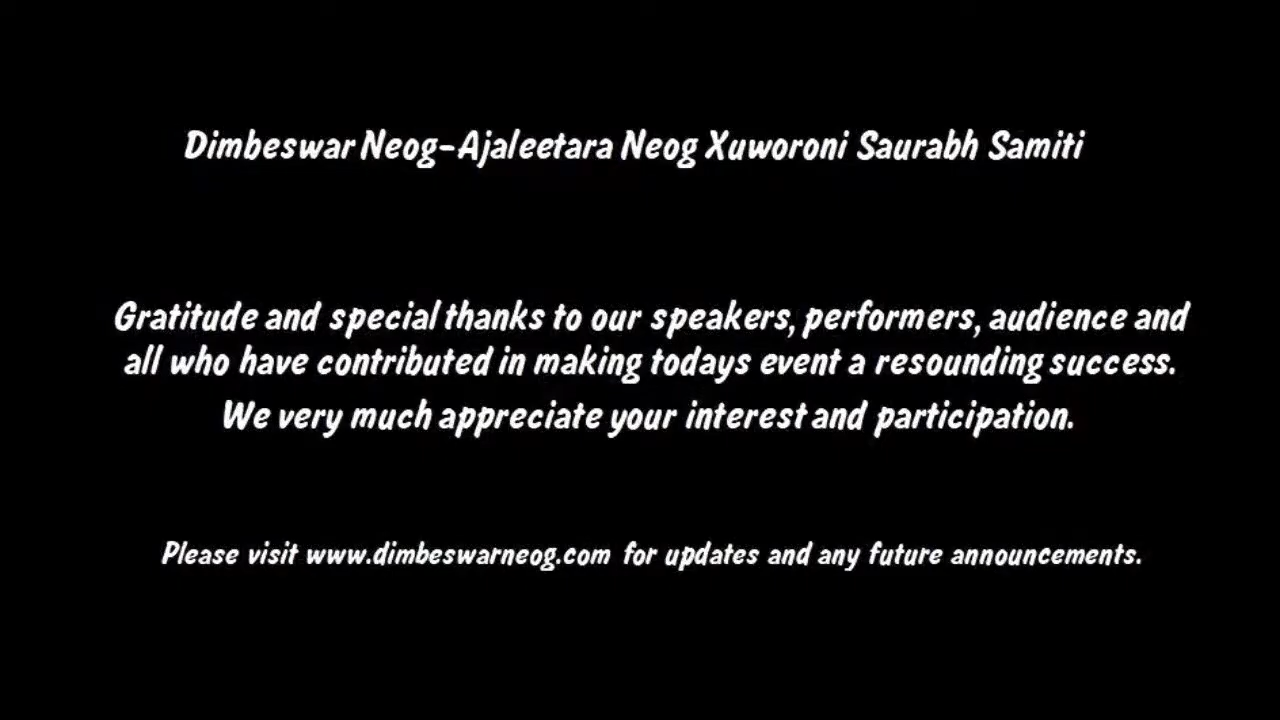 Dimbeswar Neog-Ajaleetara Neog Xuworoni Saurabh Samiti
Gratitude and special thanks to our speakers, performers, audience and
all who have contributed in making todays event a resounding success.
We very much appreciate your interest and participation.
Please visit www.dimbeswarneog.com for updates and any future announcements.